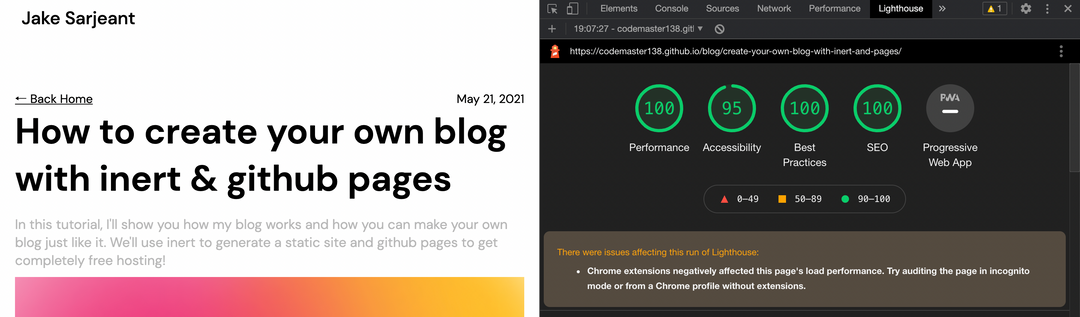 Jake Sarjeant
← Back Home
May 21, 2021
How to create your own blog
with inert & github pages
In this tutorial, I'll show you how my blog works and how you can make your own
blog just like it. We'll use inert to generate a static site and github pages to get
completely free hosting!
Elements Console Sources Network Performance Lighthouse » 1
+ 19:07:27 - codemaster138.gitl
https://codemaster138.github.io/blog/create-your-own-blog-with-inert-and-pages/
100 95 100 100 PWA
Performance Accessibility Best Practices SEO Progressive Web App
0–49 50–89 90–100
There were issues affecting this run of Lighthouse:
• Chrome extensions negatively affected this page's load performance. Try auditing the page in incognito
mode or from a Chrome profile without extensions.